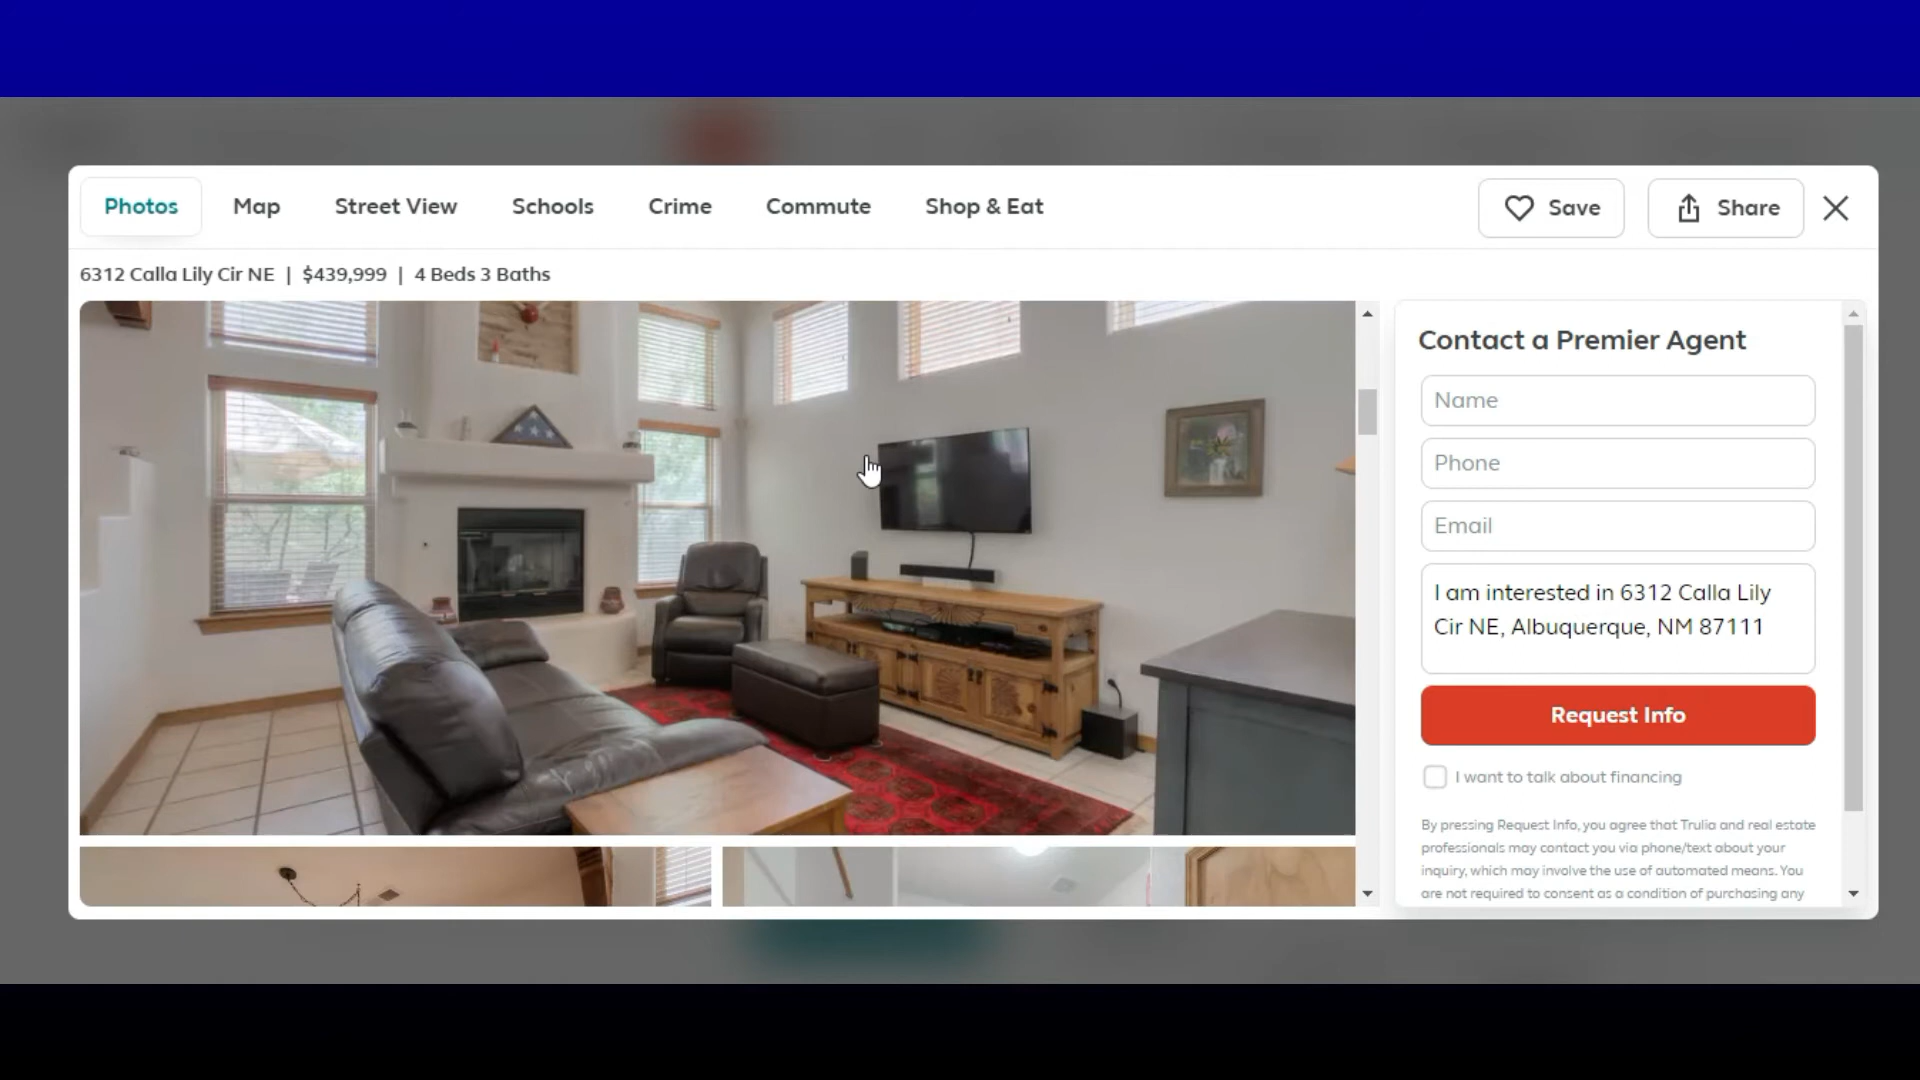 Photos Map Street View Schools Crime Commute Shop & Eat Save Share
6312 Calla Lily Cir NE | $439,999 | 4 Beds 3 Baths
Contact a Premier Agent
Name
Phone
Email
I am interested in 6312 Calla Lily
Cir NE, Albuquerque, NM 87111
Request Info
I want to talk about financing
By pressing Request Info, you agree that Trulia and real estate
professionals may contact you via phone/text about your
inquiry, which may involve the use of automated means. You
are not required to consent as a condition of purchasing any